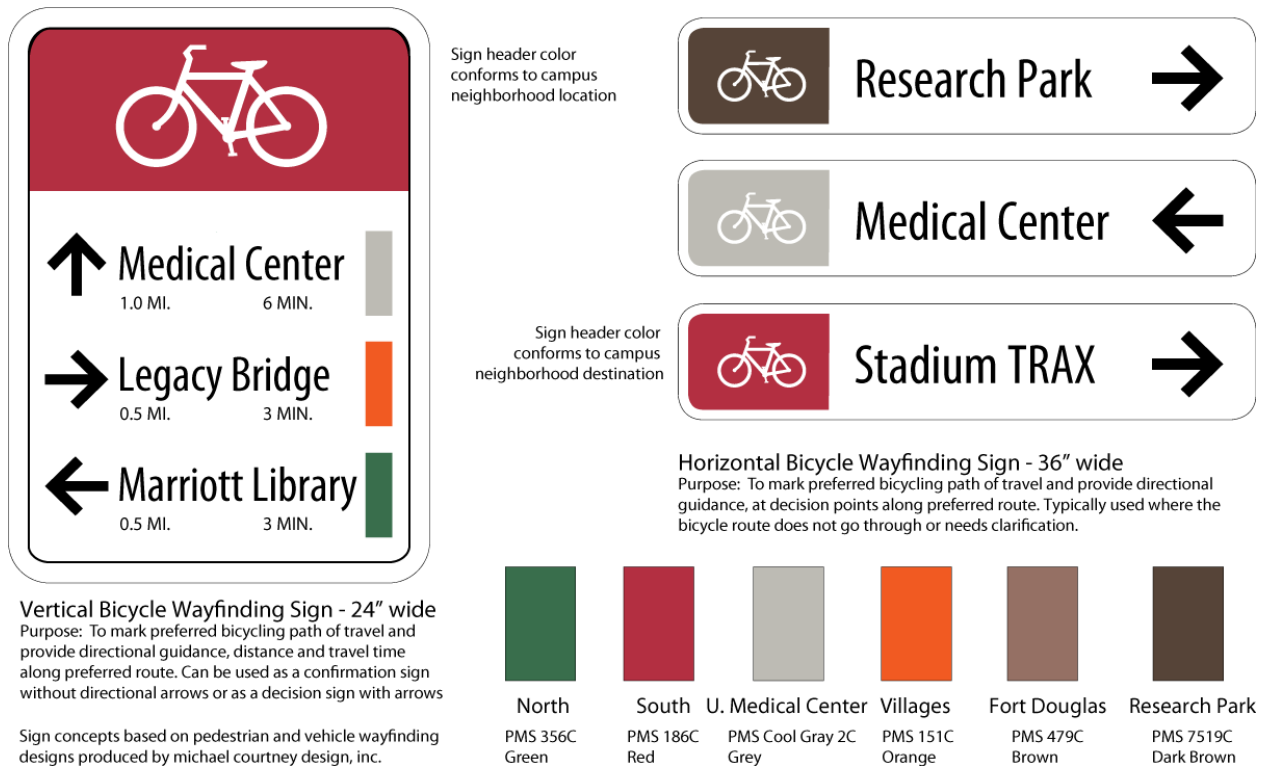 Medical Center
1.0 MI. 6 MIN.
Legacy Bridge
0.5 MI. 3 MIN.
Marriott Library
0.5 MI. 3 MIN.
Vertical Bicycle Wayfinding Sign - 24” wide
Purpose: To mark preferred bicycling path of travel and
provide directional guidance, distance and travel time
along preferred route. Can be used as a confirmation sign
without directional arrows or as a decision sign with arrows
Sign concepts based on pedestrian and vehicle wayfinding
designs produced by michael courtney design, inc.
Sign header color
conforms to campus
neighborhood location
Research Park
Medical Center
Sign header color
conforms to campus
neighborhood destination
Stadium TRAX
Horizontal Bicycle Wayfinding Sign - 36” wide
Purpose: To mark preferred bicycling path of travel and provide directional
guidance, at decision points along preferred route. Typically used where the
bicycle route does not go through or needs clarification.
North South U. Medical Center Villages Fort Douglas Research Park
PMS 356C PMS 186C PMS Cool Gray 2C PMS 151C PMS 479C PMS 7519C
Green Red Grey Orange Brown Dark Brown